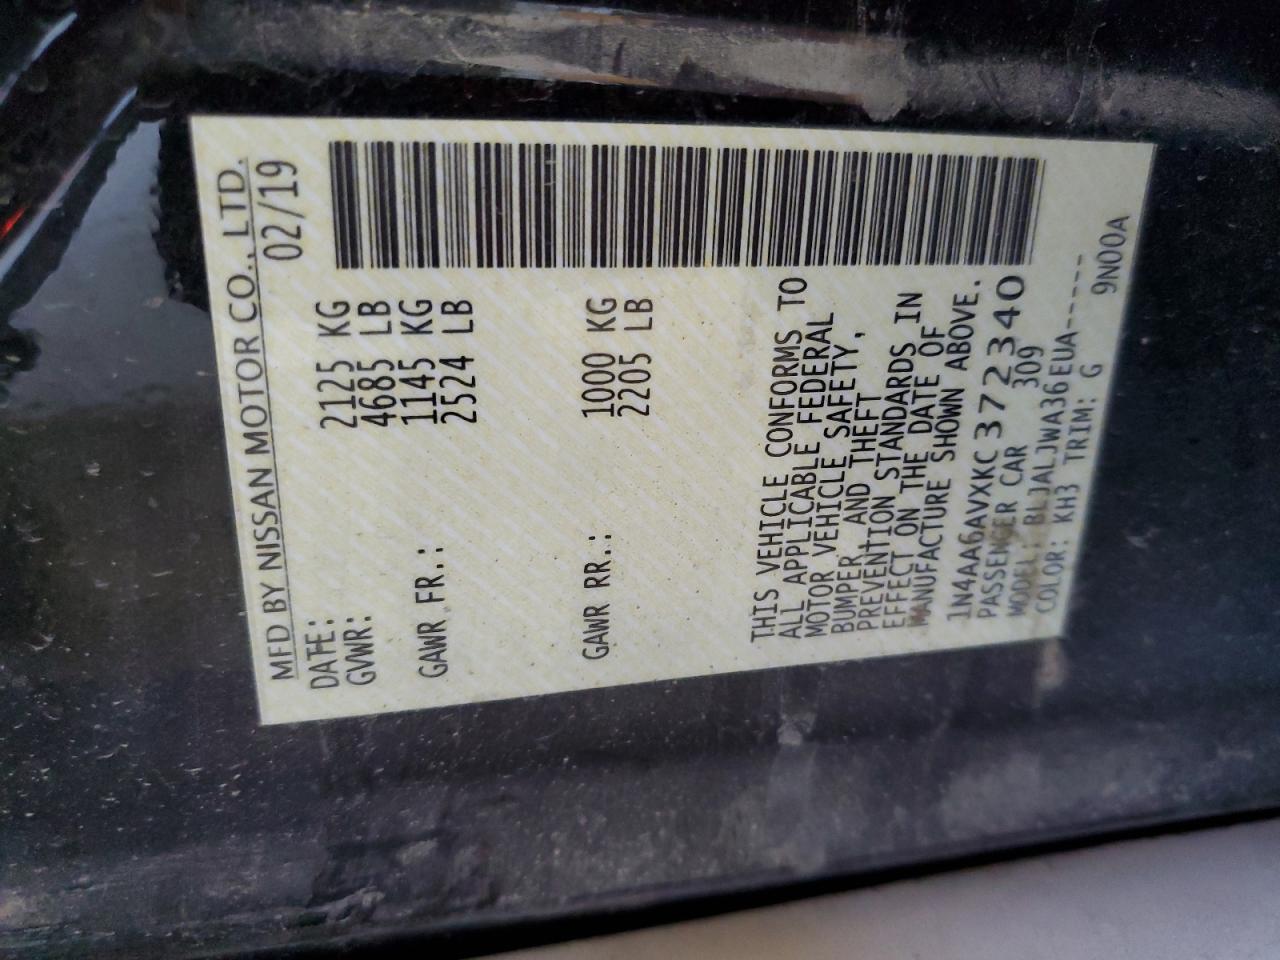 MFD BY NISSAN MOTOR CO., LTD.
DATE: 02/19
GVWR: 2125 KG
4685 LB
GAWR FR.: 1145 KG
2524 LB
GAWR RR.: 1000 KG
2205 LB
THIS VEHICLE CONFORMS TO
ALL APPLICABLE FEDERAL
MOTOR VEHICLE SAFETY,
BUMPER AND THEFT
PREVENTION STANDARDS IN
EFFECT ON THE DATE OF
MANUFACTURE SHOWN ABOVE.
1N4AA6AVXKC372340
PASSENGER CAR 309
MODEL: BLJALJWA36EUA-----
COLOR: KH3 TRIM: G
9N00A